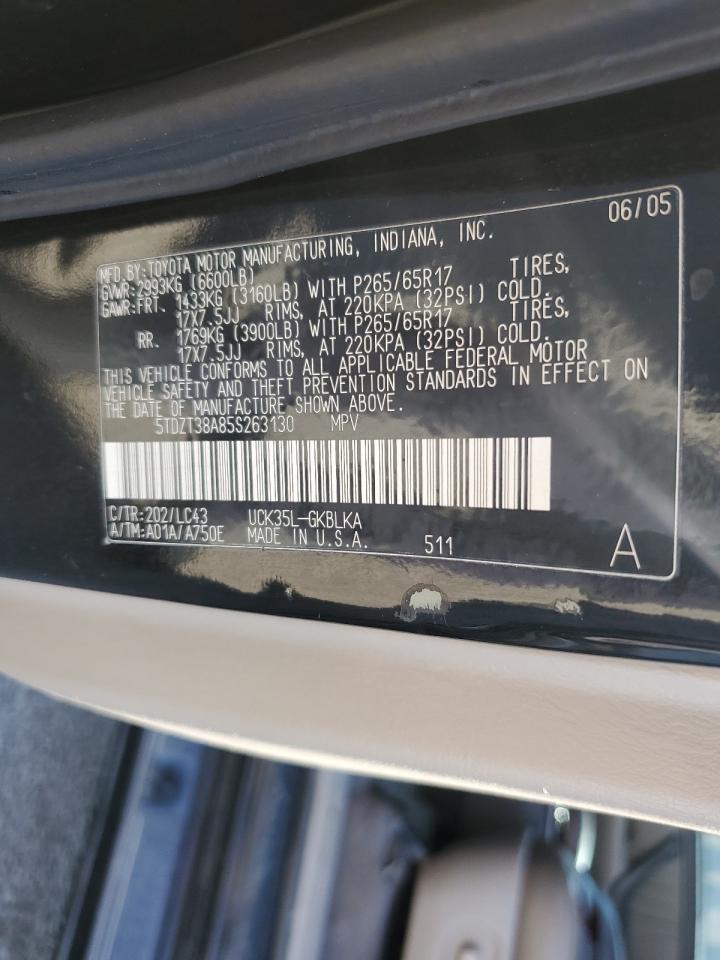 06/05
MFD.BY:TOYOTA MOTOR MANUFACTURING, INDIANA, INC.
GVWR:2993KG (6600LB)
GAWR:FRT. 1433KG (3160LB) WITH P265/65R17 TIRES,
17X7.5JJ RIMS, AT 220KPA (32PSI) COLD.
RR. 1769KG (3900LB) WITH P265/65R17 TIRES,
17X7.5JJ RIMS, AT 220KPA (32PSI) COLD.
THIS VEHICLE CONFORMS TO ALL APPLICABLE FEDERAL MOTOR
VEHICLE SAFETY AND THEFT PREVENTION STANDARDS IN EFFECT ON
THE DATE OF MANUFACTURE SHOWN ABOVE.
5TDZT38A85S263130 MPV
C/TR:202/LC43 UCK35L-GKBLKA
A/TM:A01A/A750E MADE IN U.S.A. 511 A